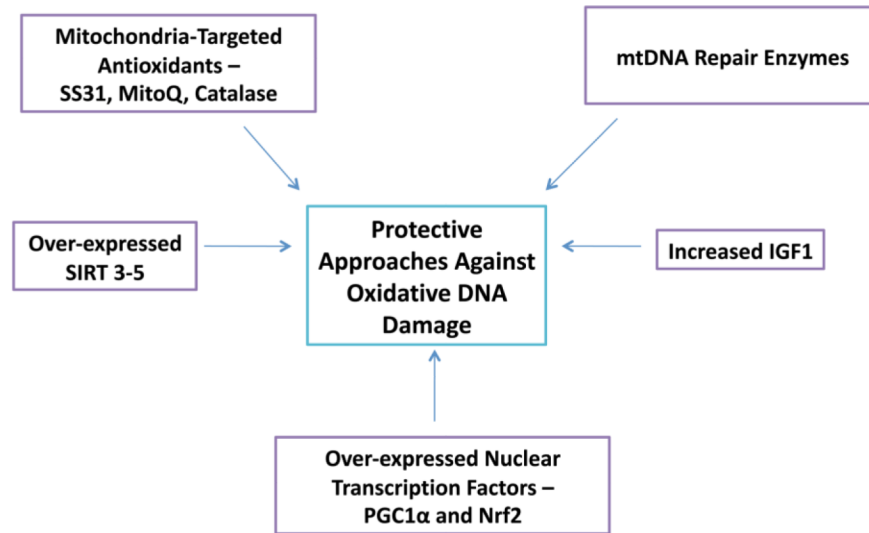 Mitochondria-Targeted
Antioxidants –
SS31, MitoQ, Catalase
mtDNA Repair Enzymes
Over-expressed
SIRT 3-5
Protective
Approaches Against
Oxidative DNA
Damage
Increased IGF1
Over-expressed Nuclear
Transcription Factors –
PGC1α and Nrf2